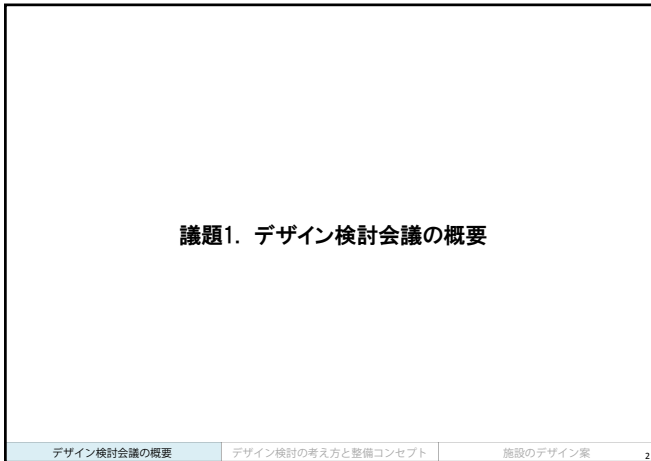 議題1. デザイン検討会議の概要
デザイン検討会議の概要
デザイン検討の考え方と整備コンセプト
施設のデザイン案
2